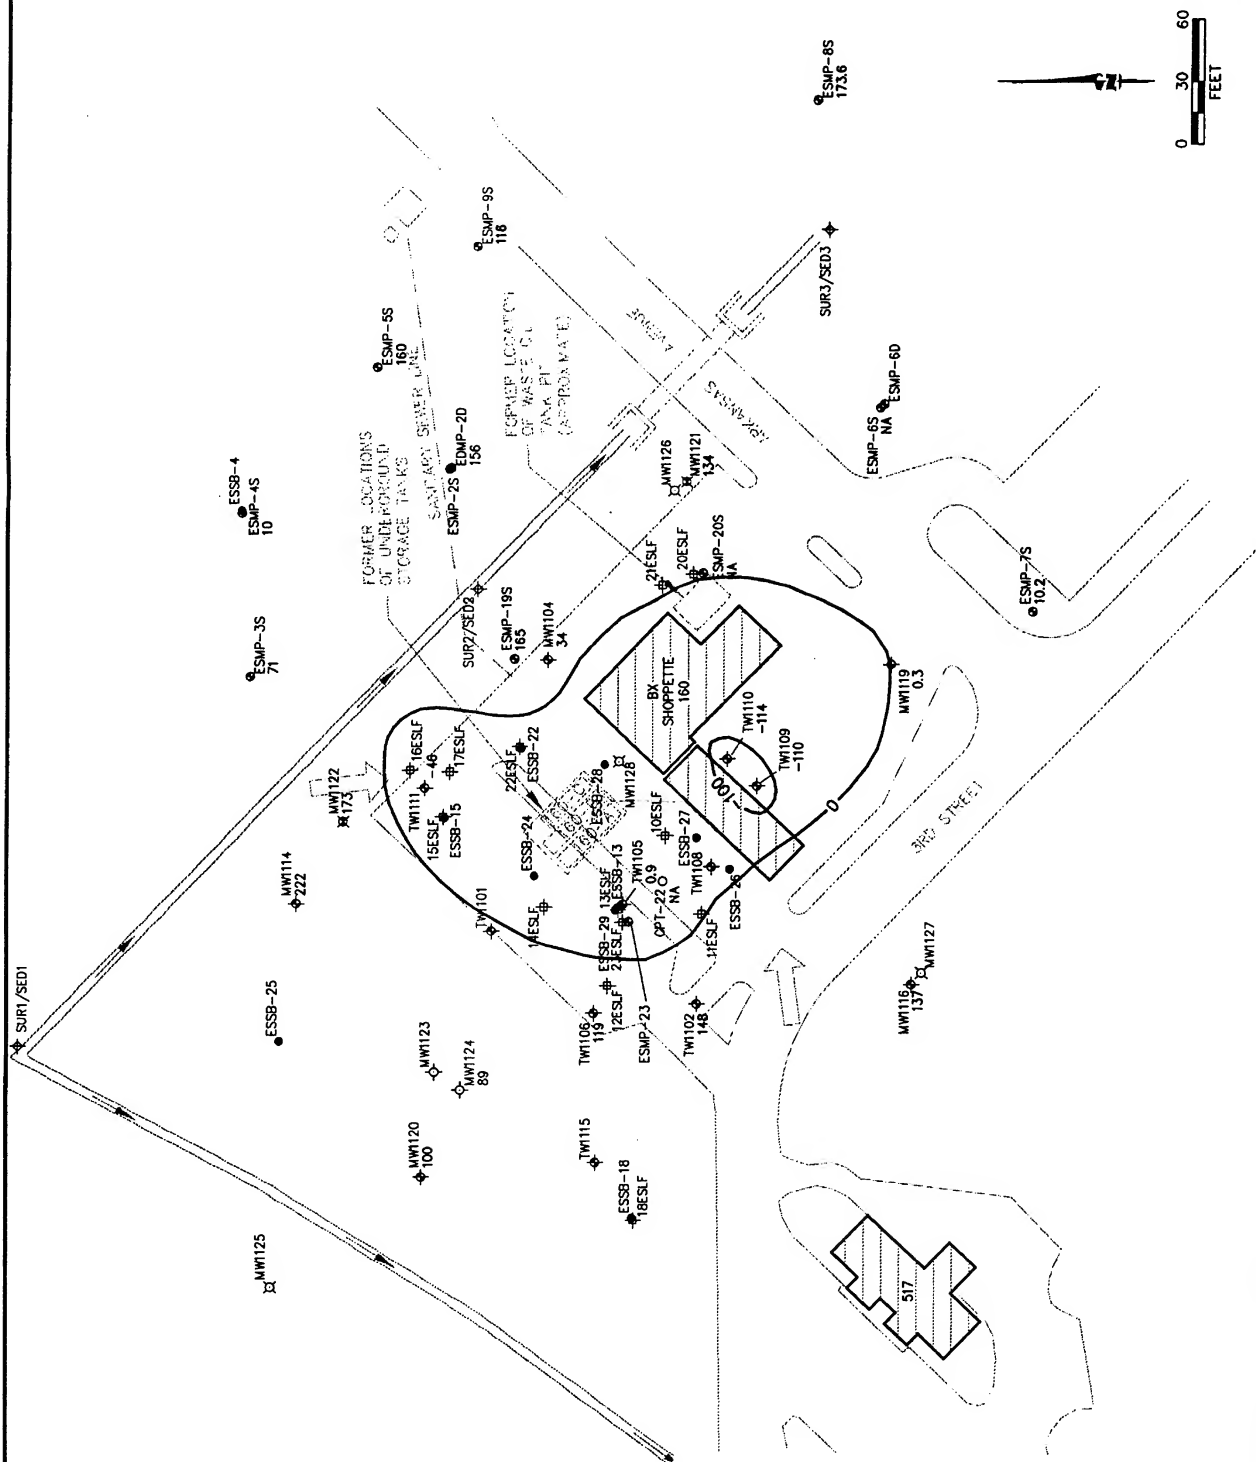 SUR1/SED1
ESSB-25
MW1114
222
MW1122
173
ESMP-3S
71
ESSB-4
ESMP-4S
10
FORMER LOCATIONS
OF UNDERGROUND
STORAGE TANKS
SANITARY SEWER LINE
ESMP-5S
160
ESMP-2S
EDMP-2D
156
ESMP-9S
116
FORMER LOCATION
OF WASTE OIL
TANK PIT
(APPROXIMATE)
ESMP-8S
173.6
0 30 60
FEET
MW1125
MW1120
100
MW1123
MW1124
89
TW1101
TW1111
-46
16ESLF
17ESLF
15ESLF
ESSB-15
SUR2/SED2
ESMP-19S
165
MW1104
34
22ESLF
ESSB-22
ESSB-24
14ESLF
ESSB-28
MW1128
TW1115
ESSB-18
18ESLF
TW1106
119
12ESLF
ESSB-29
23ESLF
13ESLF
ESSB-13
TW1105
0.9
ESMP-23
CPT-22
NA
10ESLF
ESSB-27
TW1108
ESSB-26
11ESLF
TW1102
148
BX
SHOPPETTE
160
TW1110
-114
TW1109
-110
-100
0
21ESLF
20ESLF
ESMP-20S
NA
MW1126
MW1121
134
ARKANSAS
AVENUE
SUR3/SED3
ESMP-6S
NA
ESMP-6D
MW1119
0.3
ESMP-7S
10.2
3RD STREET
MW1116
137
MW1127
517